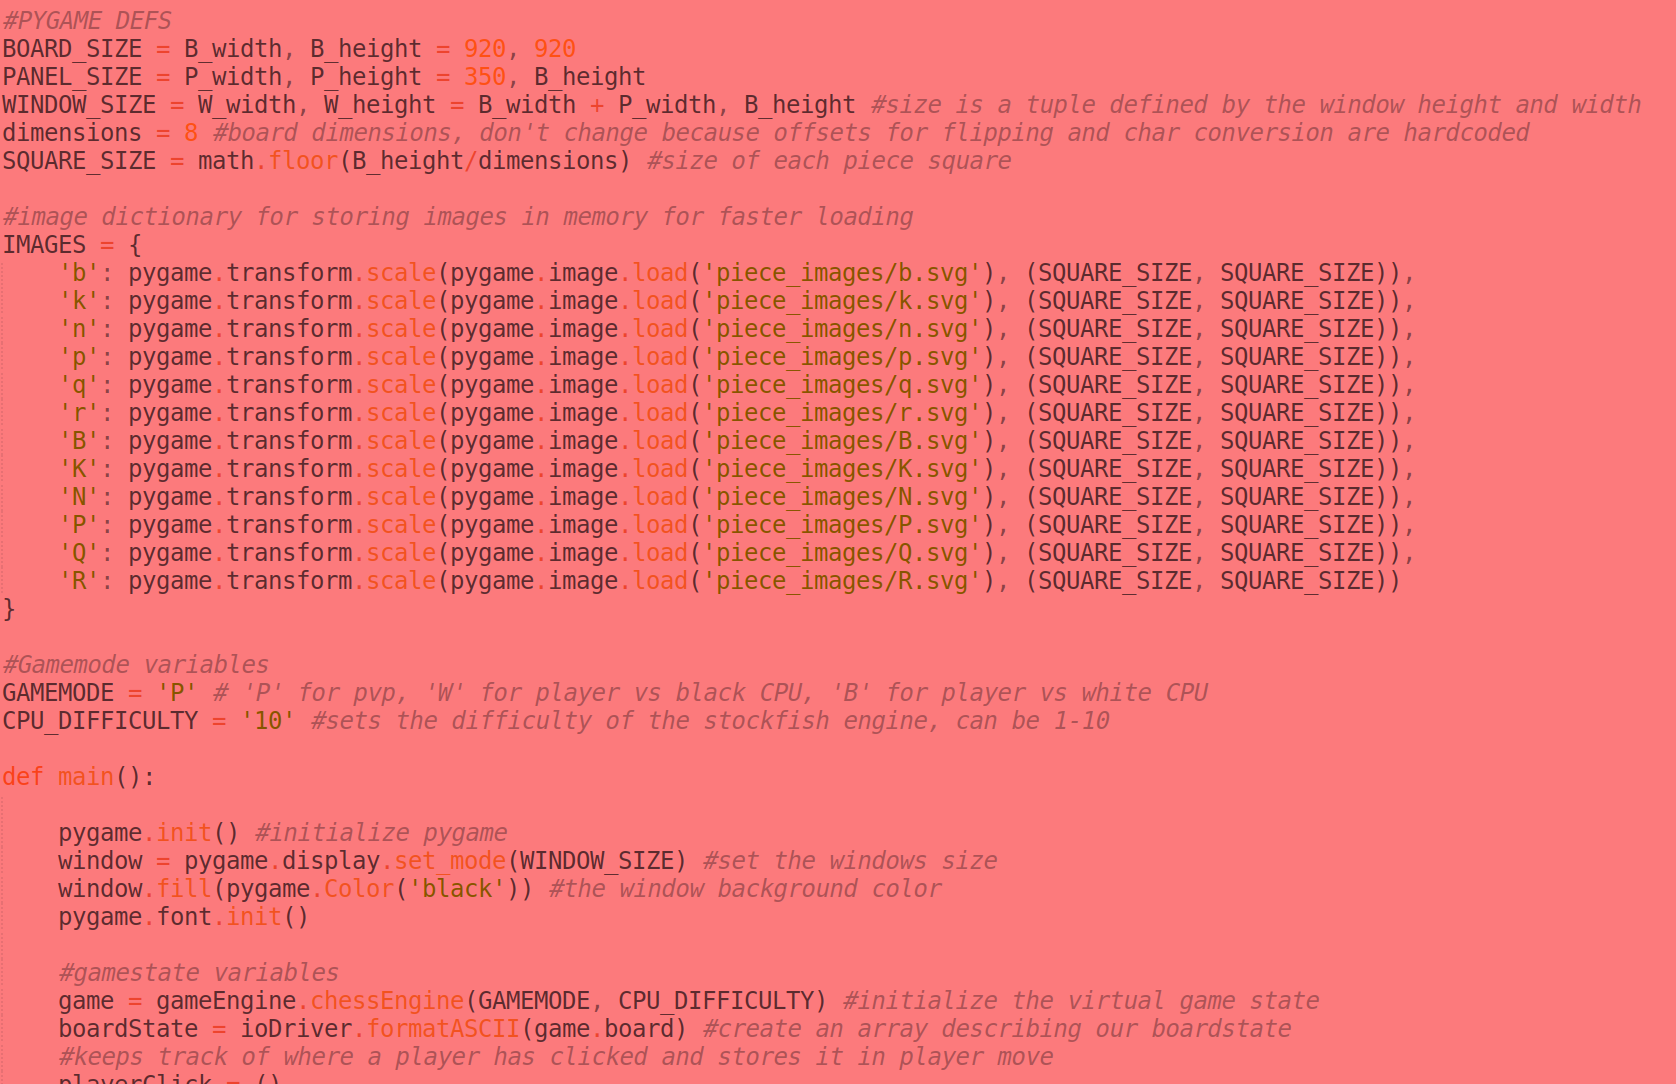 #PYGAME DEFS
BOARD_SIZE = B_width, B_height = 920, 920
PANEL_SIZE = P_width, P_height = 350, B_height
WINDOW_SIZE = W_width, W_height = B_width + P_width, B_height #size is a tuple defined by the window height and width
dimensions = 8 #board dimensions, don't change because offsets for flipping and char conversion are hardcoded
SQUARE_SIZE = math.floor(B_height/dimensions) #size of each piece square

#image dictionary for storing images in memory for faster loading
IMAGES = {
    'b': pygame.transform.scale(pygame.image.load('piece_images/b.svg'), (SQUARE_SIZE, SQUARE_SIZE)),
    'k': pygame.transform.scale(pygame.image.load('piece_images/k.svg'), (SQUARE_SIZE, SQUARE_SIZE)),
    'n': pygame.transform.scale(pygame.image.load('piece_images/n.svg'), (SQUARE_SIZE, SQUARE_SIZE)),
    'p': pygame.transform.scale(pygame.image.load('piece_images/p.svg'), (SQUARE_SIZE, SQUARE_SIZE)),
    'q': pygame.transform.scale(pygame.image.load('piece_images/q.svg'), (SQUARE_SIZE, SQUARE_SIZE)),
    'r': pygame.transform.scale(pygame.image.load('piece_images/r.svg'), (SQUARE_SIZE, SQUARE_SIZE)),
    'B': pygame.transform.scale(pygame.image.load('piece_images/B.svg'), (SQUARE_SIZE, SQUARE_SIZE)),
    'K': pygame.transform.scale(pygame.image.load('piece_images/K.svg'), (SQUARE_SIZE, SQUARE_SIZE)),
    'N': pygame.transform.scale(pygame.image.load('piece_images/N.svg'), (SQUARE_SIZE, SQUARE_SIZE)),
    'P': pygame.transform.scale(pygame.image.load('piece_images/P.svg'), (SQUARE_SIZE, SQUARE_SIZE)),
    'Q': pygame.transform.scale(pygame.image.load('piece_images/Q.svg'), (SQUARE_SIZE, SQUARE_SIZE)),
    'R': pygame.transform.scale(pygame.image.load('piece_images/R.svg'), (SQUARE_SIZE, SQUARE_SIZE))
}

#Gamemode variables
GAMEMODE = 'P' # 'P' for pvp, 'W' for player vs black CPU, 'B' for player vs white CPU
CPU_DIFFICULTY = '10' #sets the difficulty of the stockfish engine, can be 1-10

def main():

    pygame.init() #initialize pygame
    window = pygame.display.set_mode(WINDOW_SIZE) #set the windows size
    window.fill(pygame.Color('black')) #the window background color
    pygame.font.init()

    #gamestate variables
    game = gameEngine.chessEngine(GAMEMODE, CPU_DIFFICULTY) #initialize the virtual game state
    boardState = ioDriver.formatASCII(game.board) #create an array describing our boardstate
    #keeps track of where a player has clicked and stores it in player move
    playerClick = ()